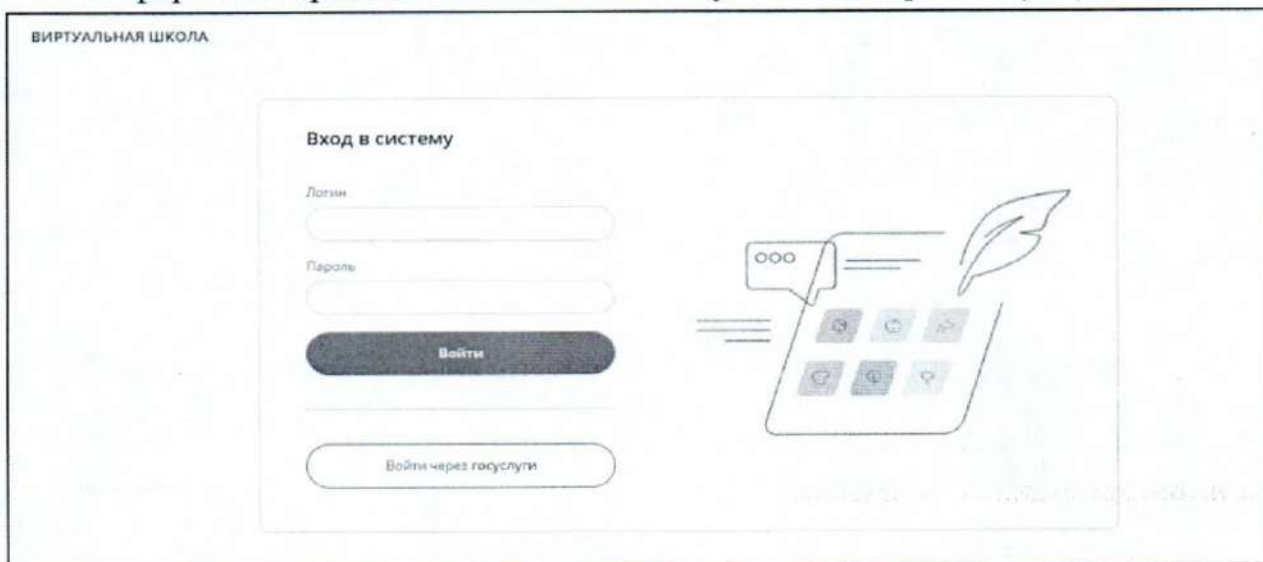 ВИРТУАЛЬНАЯ ШКОЛА
Вход в систему
Логин
Пароль
Войти
Войти через госуслуги